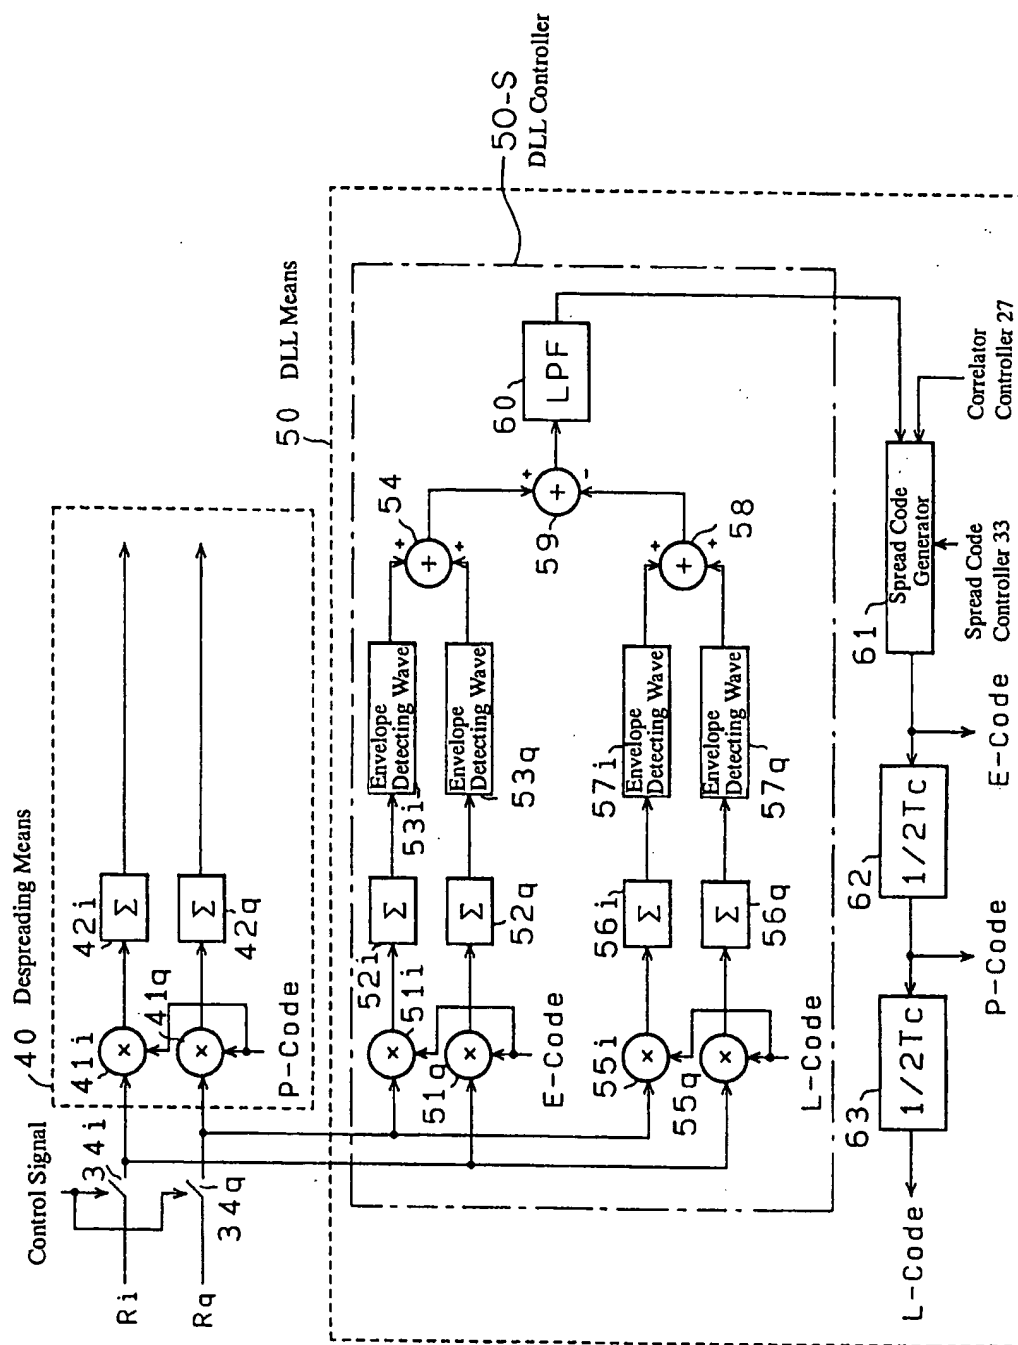 40 Despreading Means
Control Signal
34i
Ri
34q
Rq
41i
42i
Σ
41q
42q
Σ
P-Code
50 DLL Means
50-S
DLL Controller
51i
52i
Σ
53i
Envelope
Detecting Wave
54
51q
52q
Σ
53q
Envelope
Detecting Wave
E-Code
59
60
LPF
55i
56i
Σ
57i
Envelope
Detecting Wave
58
55q
56q
Σ
57q
Envelope
Detecting Wave
L-Code
L-Code
63
1/2Tc
P-Code
62
1/2Tc
E-Code
61
Spread Code
Generator
Spread Code
Controller 33
Correlator
Controller 27